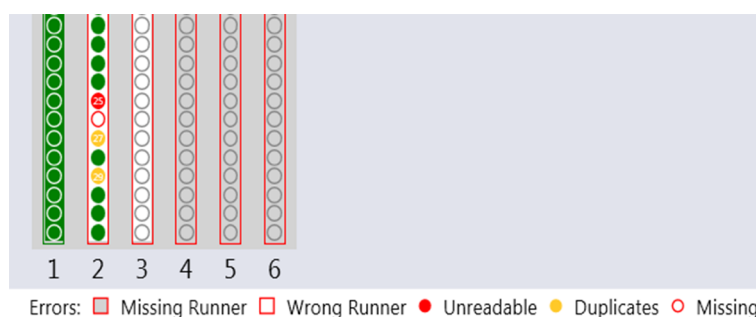 25
27
29
1 2 3 4 5 6
Errors: Missing Runner Wrong Runner Unreadable Duplicates Missing